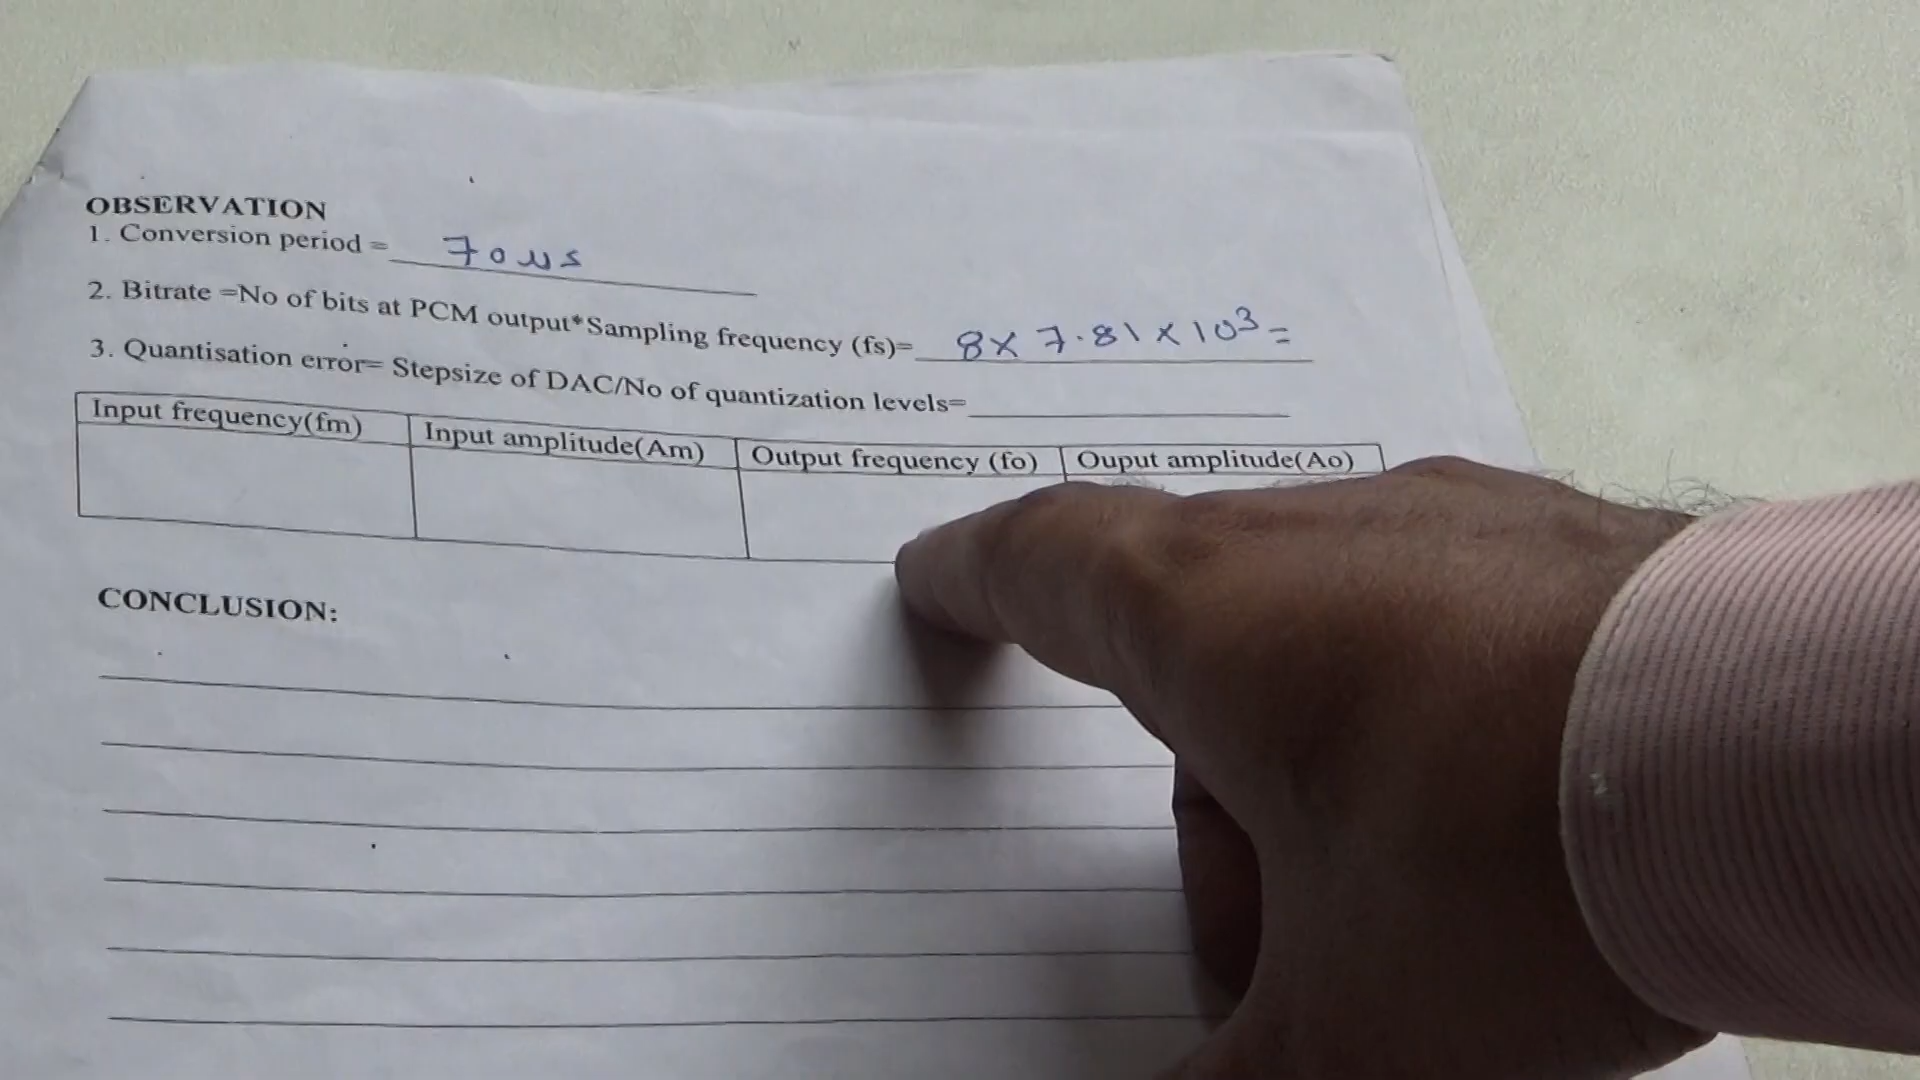 OBSERVATION
1. Conversion period = 70 μs
2. Bitrate =No of bits at PCM output*Sampling frequency (fs)= 8 x 7.81 x 10³ =
3. Quantisation error= Stepsize of DAC/No of quantization levels=
Input frequency(fm) Input amplitude(Am) Output frequency (fo) Ouput amplitude(Ao)
CONCLUSION: